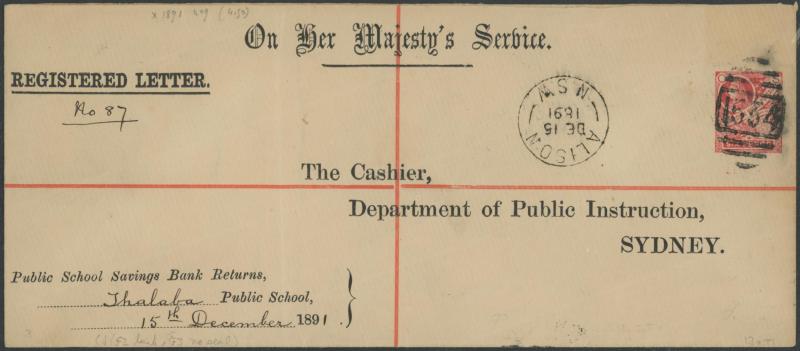 On Her Majesty's Service.
REGISTERED LETTER.
No 87
ALISON
DE 15
1891
N.S.W
1554
The Cashier,
Department of Public Instruction,
SYDNEY.
Public School Savings Bank Returns,
Thalaba Public School,
15th December 1891.